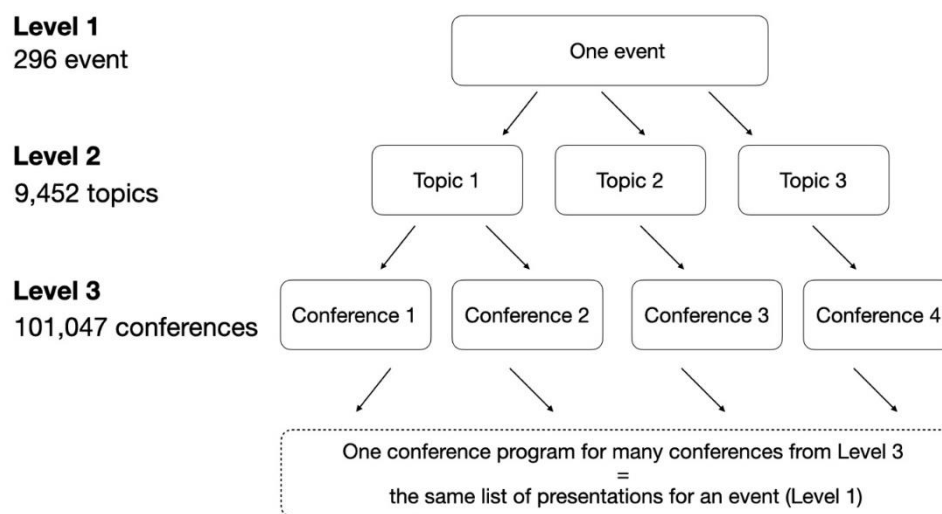 Level 1
296 event
One event
Level 2
9,452 topics
Topic 1
Topic 2
Topic 3
Level 3
101,047 conferences
Conference 1
Conference 2
Conference 3
Conference 4
One conference program for many conferences from Level 3
=
the same list of presentations for an event (Level 1)